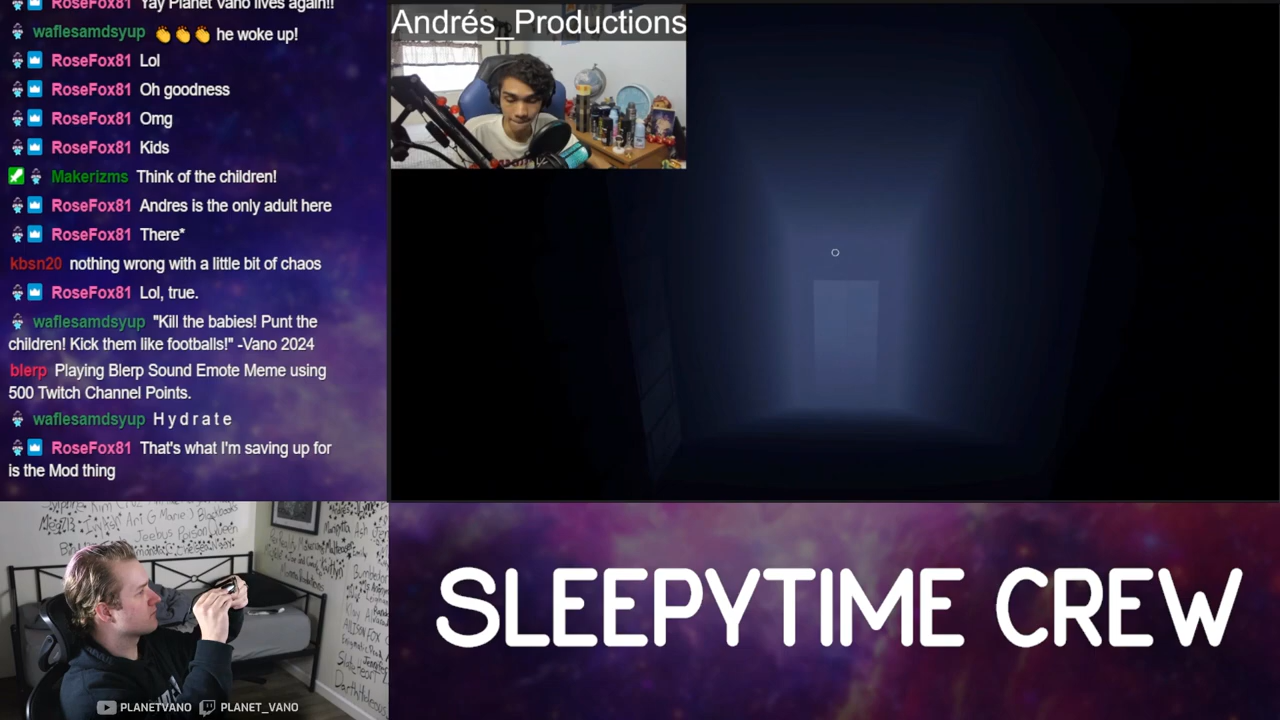 RoseFox81 Yay Planet Vano lives again!!
waflesamdsyup 👏👏👏 he woke up!
RoseFox81 Lol
RoseFox81 Oh goodness
RoseFox81 Omg
RoseFox81 Kids
Makerizms Think of the children!
RoseFox81 Andres is the only adult here
RoseFox81 There*
kbsn20 nothing wrong with a little bit of chaos
RoseFox81 Lol, true.
waflesamdsyup "Kill the babies! Punt the
children! Kick them like footballs!" -Vano 2024
blerp Playing Blerp Sound Emote Meme using
500 Twitch Channel Points.
waflesamdsyup H y d r a t e
RoseFox81 That's what I'm saving up for
is the Mod thing
Andrés_Productions
Jeebus
PLANETVANO PLANET_VANO
SLEEPYTIME CREW